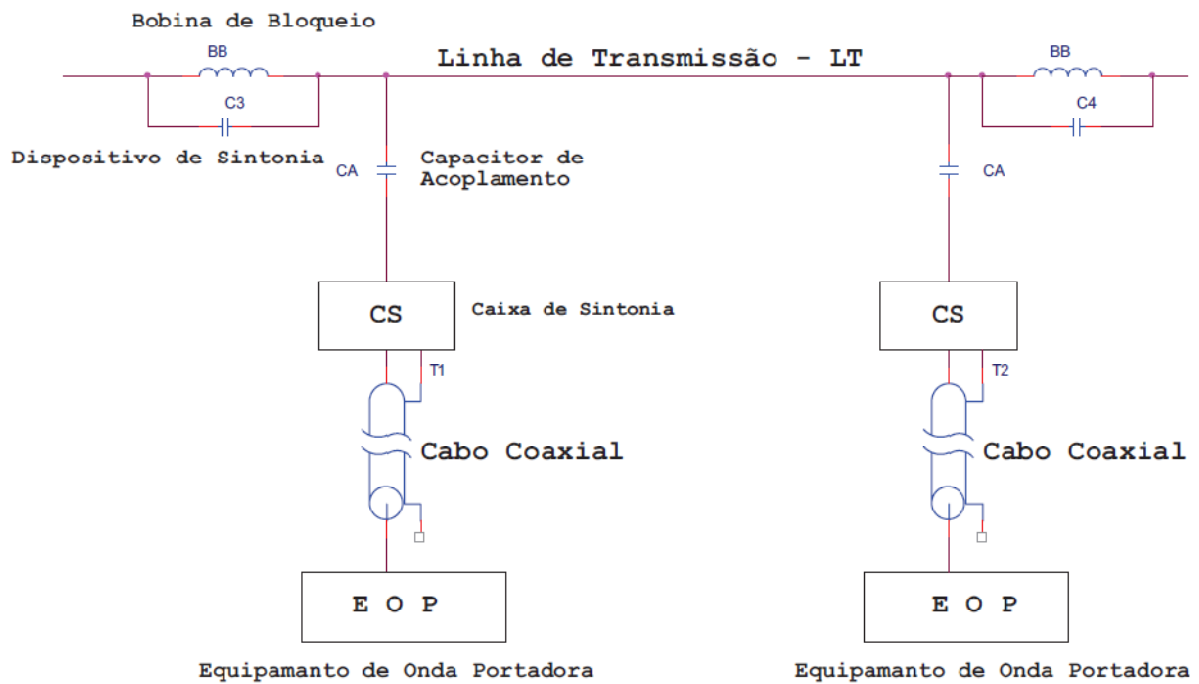 Bobina de Bloqueio
BB
Linha de Transmissão - LT
BB
C3
C4
Dispositivo de Sintonia
CA
Capacitor de
Acoplamento
CA
CS
Caixa de Sintonia
CS
T1
T2
Cabo Coaxial
Cabo Coaxial
E O P
E O P
Equipamanto de Onda Portadora
Equipamanto de Onda Portadora